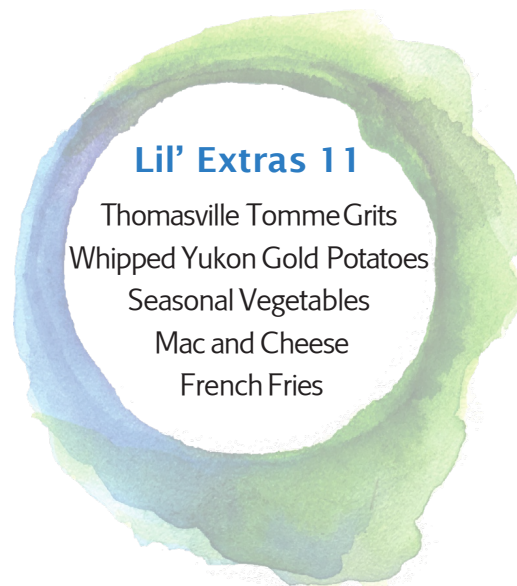 Lil’ Extras 11
Thomasville Tomme Grits
Whipped Yukon Gold Potatoes
Seasonal Vegetables
Mac and Cheese
French Fries